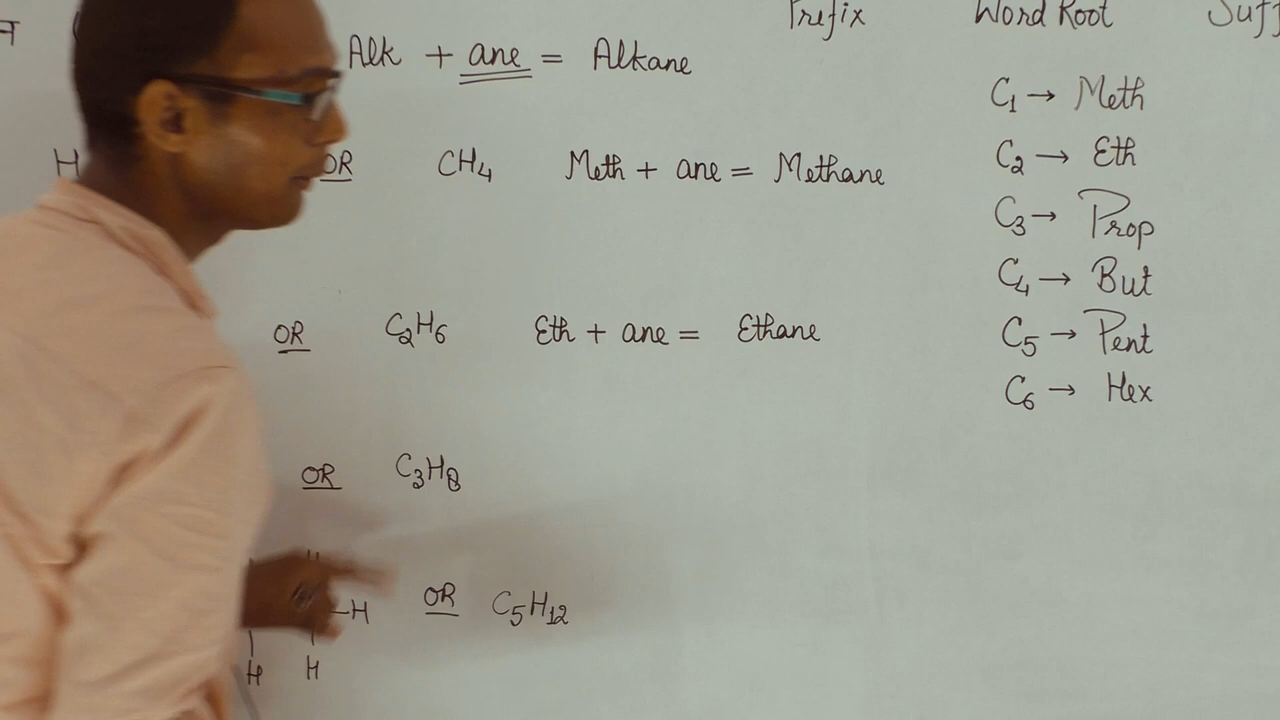 Prefix Word Root
Alk + ane = Alkane
C₁ → Meth
H OR CH₄ Meth + ane = Methane
C₂ → Eth
C₃ → Prop
C₄ → But
OR C₂H₆ Eth + ane = Ethane
C₅ → Pent
C₆ → Hex
OR C₃H₈
H
—H OR C₅H₁₂
H H